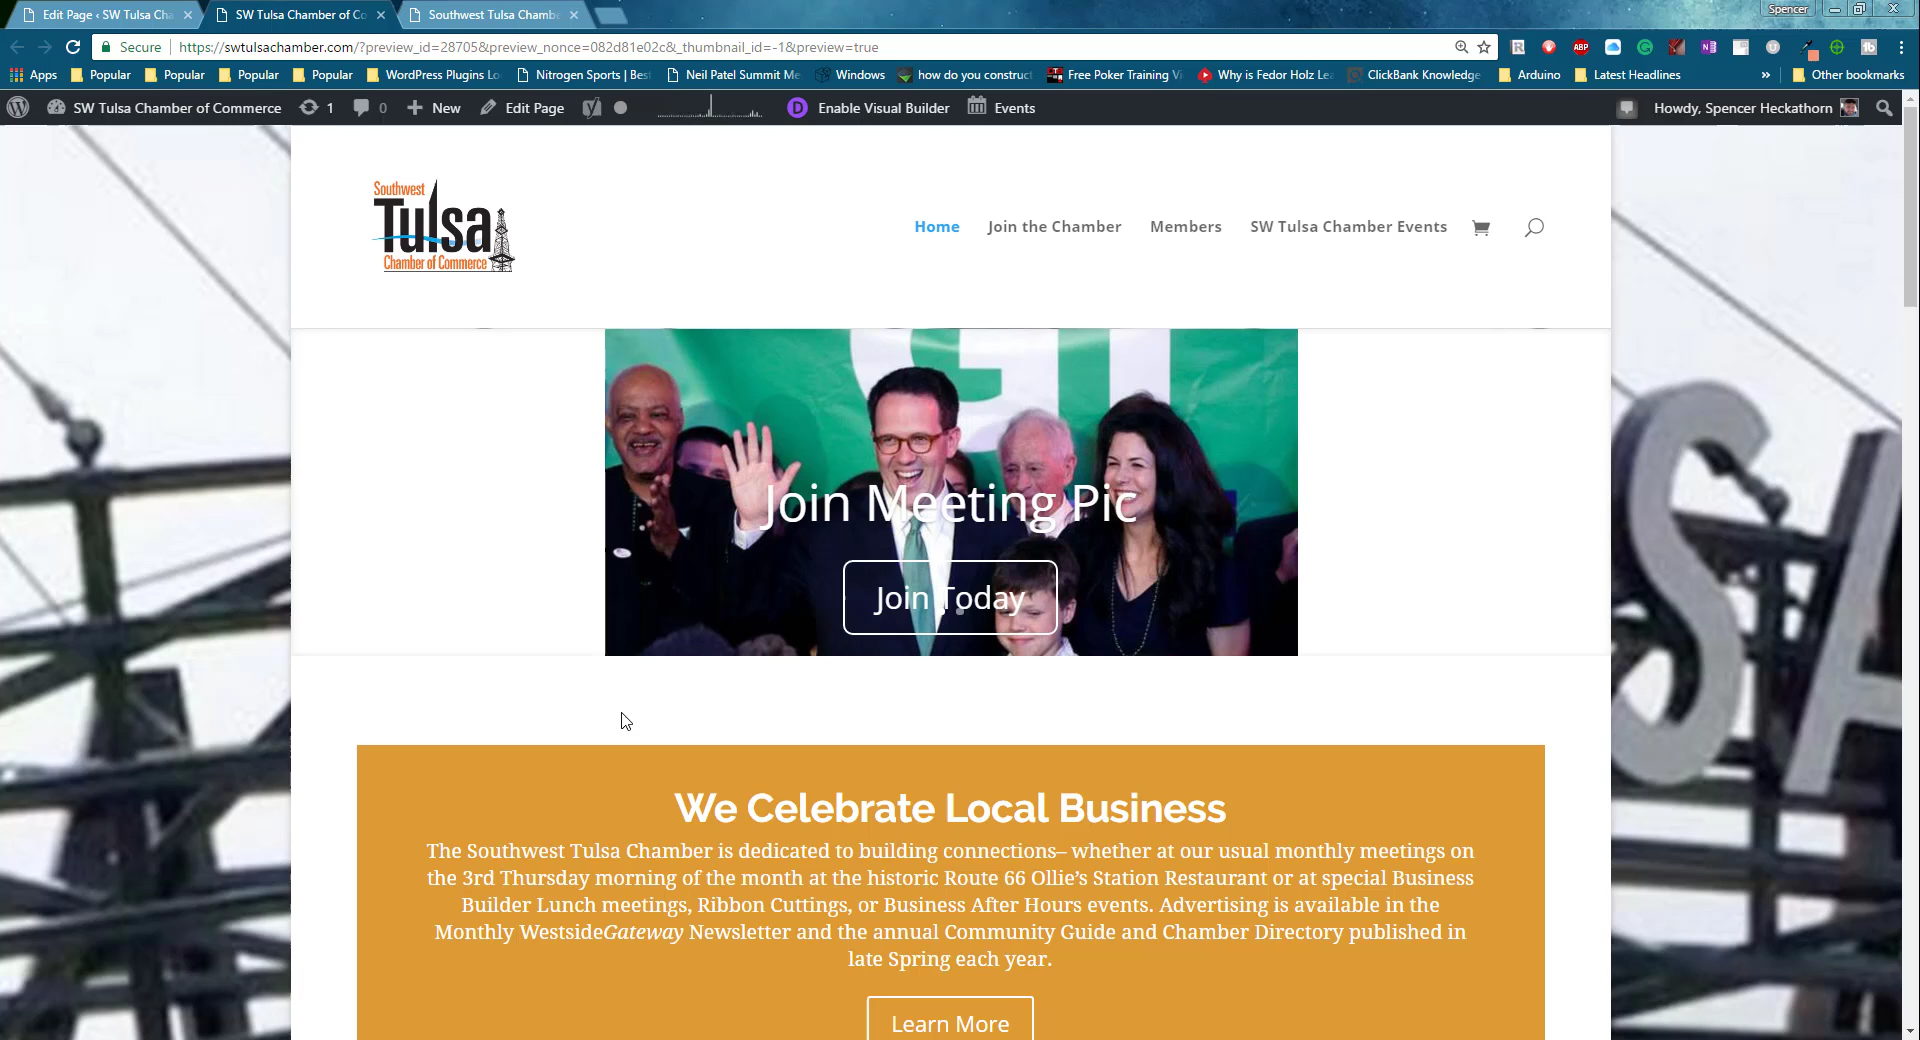 Edit Page ‹ SW Tulsa Cha
SW Tulsa Chamber of Co
Southwest Tulsa Chambe
Spencer
Secure
https://swtulsachamber.com/?preview_id=28705&preview_nonce=082d81e02c&_thumbnail_id=-1&preview=true
Apps
Popular
Popular
Popular
Popular
WordPress Plugins Lo
Nitrogen Sports | Bes
Neil Patel Summit Me
Windows
how do you construct
Free Poker Training Vi
Why is Fedor Holz Lea
ClickBank Knowledge
Arduino
Latest Headlines
»
Other bookmarks
SW Tulsa Chamber of Commerce
1
0
New
Edit Page
D
Enable Visual Builder
Events
Howdy, Spencer Heckathorn
Southwest
Tulsa
Chamber of Commerce
Home
Join the Chamber
Members
SW Tulsa Chamber Events
Join Meeting Pic
Join Today
We Celebrate Local Business
The Southwest Tulsa Chamber is dedicated to building connections– whether at our usual monthly meetings on
the 3rd Thursday morning of the month at the historic Route 66 Ollie’s Station Restaurant or at special Business
Builder Lunch meetings, Ribbon Cuttings, or Business After Hours events. Advertising is available in the
Monthly WestsideGateway Newsletter and the annual Community Guide and Chamber Directory published in
late Spring each year.
Learn More